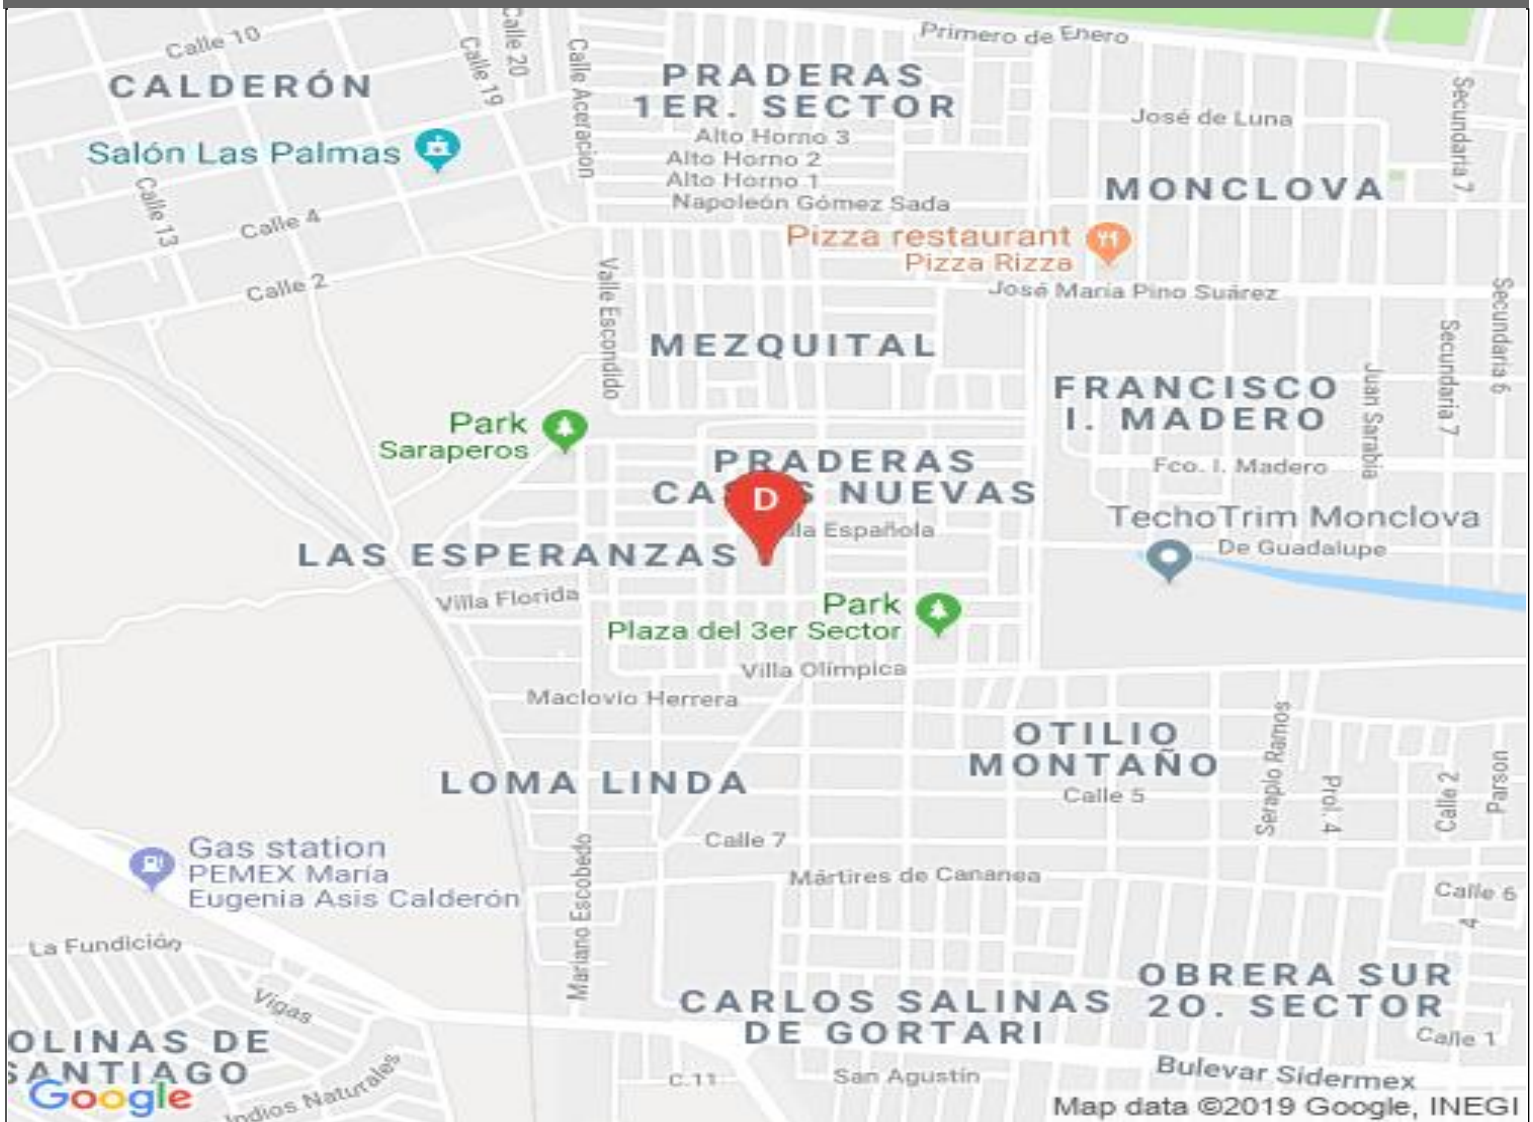 Calle 10
Calle 20
Calle 19
Calle Aceración
Primero de Enero
CALDERÓN
PRADERAS
1ER. SECTOR
José de Luna
Secundaria 7
Salón Las Palmas
Alto Horno 3
Alto Horno 2
Alto Horno 1
Napoleón Gómez Sada
MONCLOVA
Calle 13
Calle 4
Pizza restaurant
Pizza Rizza
Calle 2
Valle Escondido
José María Pino Suárez
Secundaria 6
MEZQUITAL
Secundaria 7
FRANCISCO
I. MADERO
Juan Sarabia
Park
Saraperos
PRADERAS
NUEVAS
D
Fco. I. Madero
Española
TechoTrim Monclova
De Guadalupe
LAS ESPERANZAS
Villa Florida
Park
Plaza del 3er Sector
Villa Olímpica
Maclovio Herrera
OTILIO
MONTAÑO
Serapio Ramos
LOMA LINDA
Calle 5
Prol. 4
Calle 2
Parson
Gas station
PEMEX María
Eugenia Asis Calderón
Calle 7
Mariano Escobedo
Mártires de Cananea
Calle 6
4
La Fundición
Vigas
OBRERA SUR
2O. SECTOR
CARLOS SALINAS
DE GORTARI
Calle 1
OLINAS DE
SANTIAGO
Indios Naturales
C.11
San Agustín
Bulevar Sidermex
Google
Map data ©2019 Google, INEGI